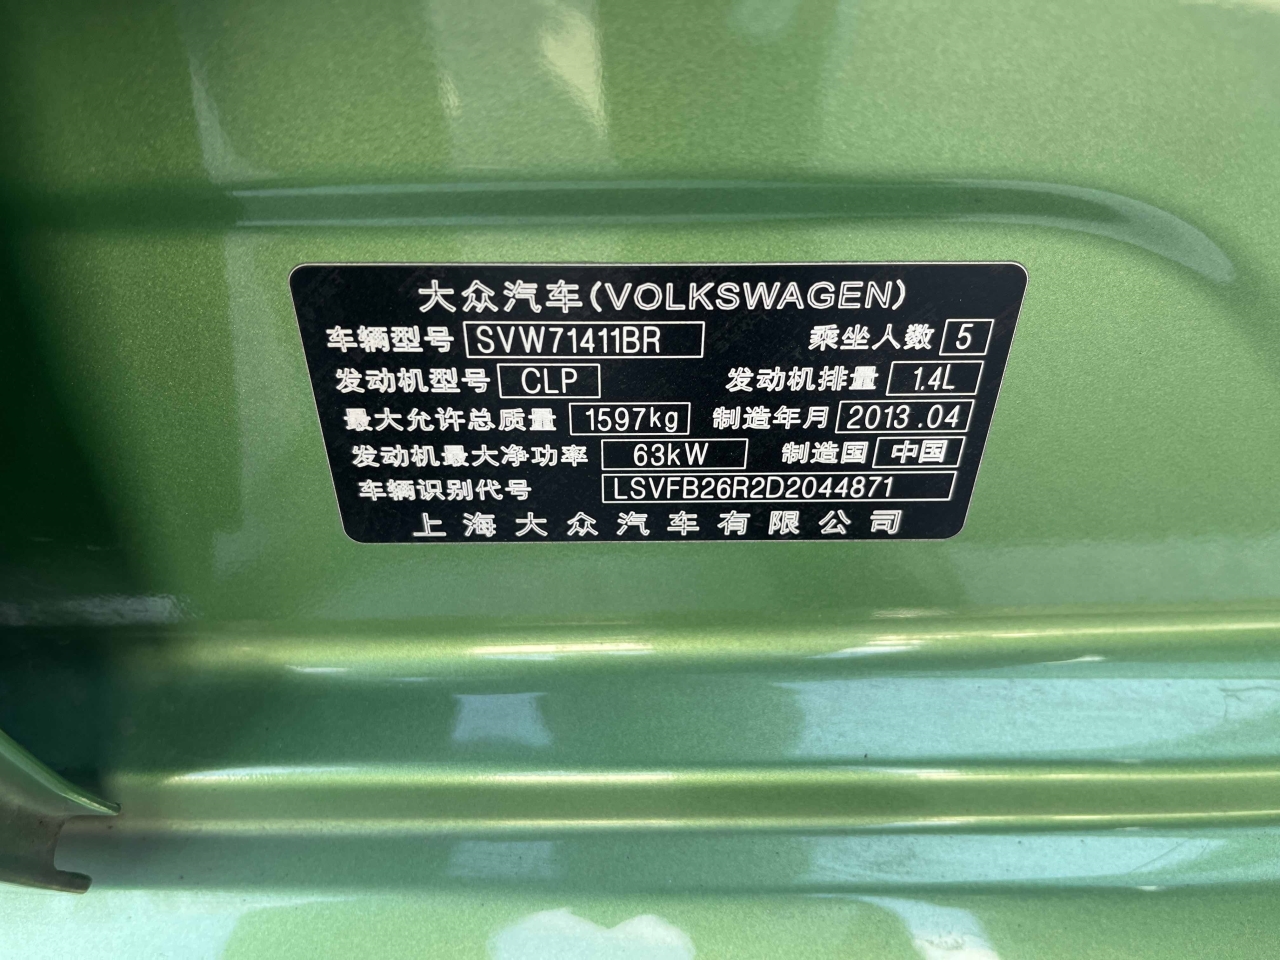 大众汽车(VOLKSWAGEN)
车辆型号 SVW71411BR 乘坐人数 5
发动机型号 CLP 发动机排量 1.4L
最大允许总质量 1597kg 制造年月 2013.04
发动机最大净功率 63kW 制造国 中国
车辆识别代号 LSVFB26R2D2044871
上海大众汽车有限公司